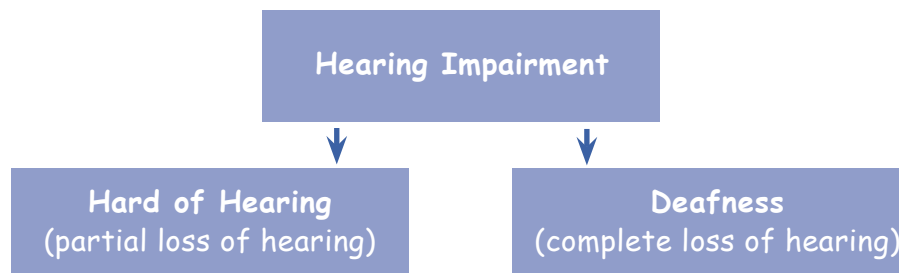 Hearing Impairment
Hard of Hearing
(partial loss of hearing)
Deafness
(complete loss of hearing)